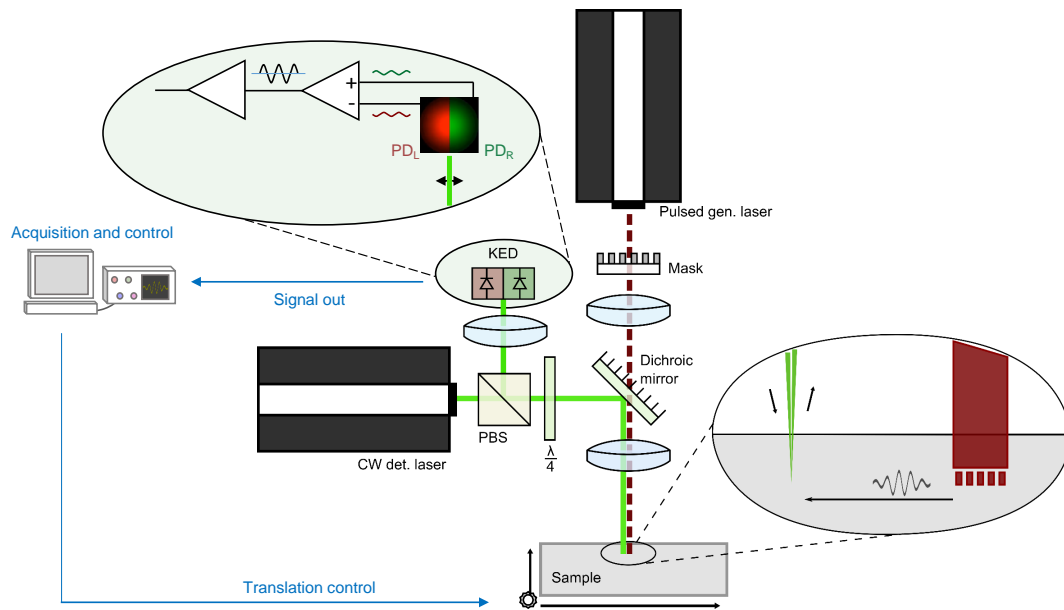 +
-
PD_L
PD_R
Pulsed gen. laser
Acquisition and control
KED
Mask
Signal out
Dichroic
mirror
PBS
λ
4
CW det. laser
Sample
Translation control